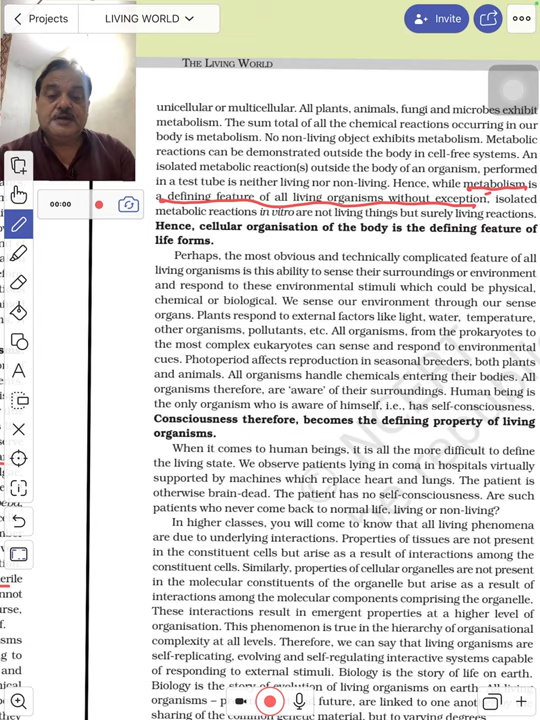 Projects
LIVING WORLD
Invite
THE LIVING WORLD
unicellular or multicellular. All plants, animals, fungi and microbes exhibit
metabolism. The sum total of all the chemical reactions occurring in our
body is metabolism. No non-living object exhibits metabolism. Metabolic
reactions can be demonstrated outside the body in cell-free systems. An
isolated metabolic reaction(s) outside the body of an organism, performed
in a test tube is neither living nor non-living. Hence, while metabolism is
a defining feature of all living organisms without exception, isolated
metabolic reactions in vitro are not living things but surely living reactions.
Hence, cellular organisation of the body is the defining feature of
life forms.
Perhaps, the most obvious and technically complicated feature of all
living organisms is this ability to sense their surroundings or environment
and respond to these environmental stimuli which could be physical,
chemical or biological. We sense our environment through our sense
organs. Plants respond to external factors like light, water, temperature,
other organisms, pollutants, etc. All organisms, from the prokaryotes to
the most complex eukaryotes can sense and respond to environmental
cues. Photoperiod affects reproduction in seasonal breeders, both plants
and animals. All organisms handle chemicals entering their bodies. All
organisms therefore, are 'aware' of their surroundings. Human being is
the only organism who is aware of himself, i.e., has self-consciousness.
Consciousness therefore, becomes the defining property of living
organisms.
When it comes to human beings, it is all the more difficult to define
the living state. We observe patients lying in coma in hospitals virtually
supported by machines which replace heart and lungs. The patient is
otherwise brain-dead. The patient has no self-consciousness. Are such
patients who never come back to normal life, living or non-living?
In higher classes, you will come to know that all living phenomena
are due to underlying interactions. Properties of tissues are not present
in the constituent cells but arise as a result of interactions among the
constituent cells. Similarly, properties of cellular organelles are not present
in the molecular constituents of the organelle but arise as a result of
interactions among the molecular components comprising the organelle.
These interactions result in emergent properties at a higher level of
organisation. This phenomenon is true in the hierarchy of organisational
complexity at all levels. Therefore, we can say that living organisms are
self-replicating, evolving and self-regulating interactive systems capable
of responding to external stimuli. Biology is the story of life on earth.
Biology is the story of evolution of living organisms on earth. All living
organisms – p future, are linked to one anot
sharing of the common genetic material, but to varying degrees.
00:00
A
erile
nnot
urse,
f.
sms
g to
and
ical